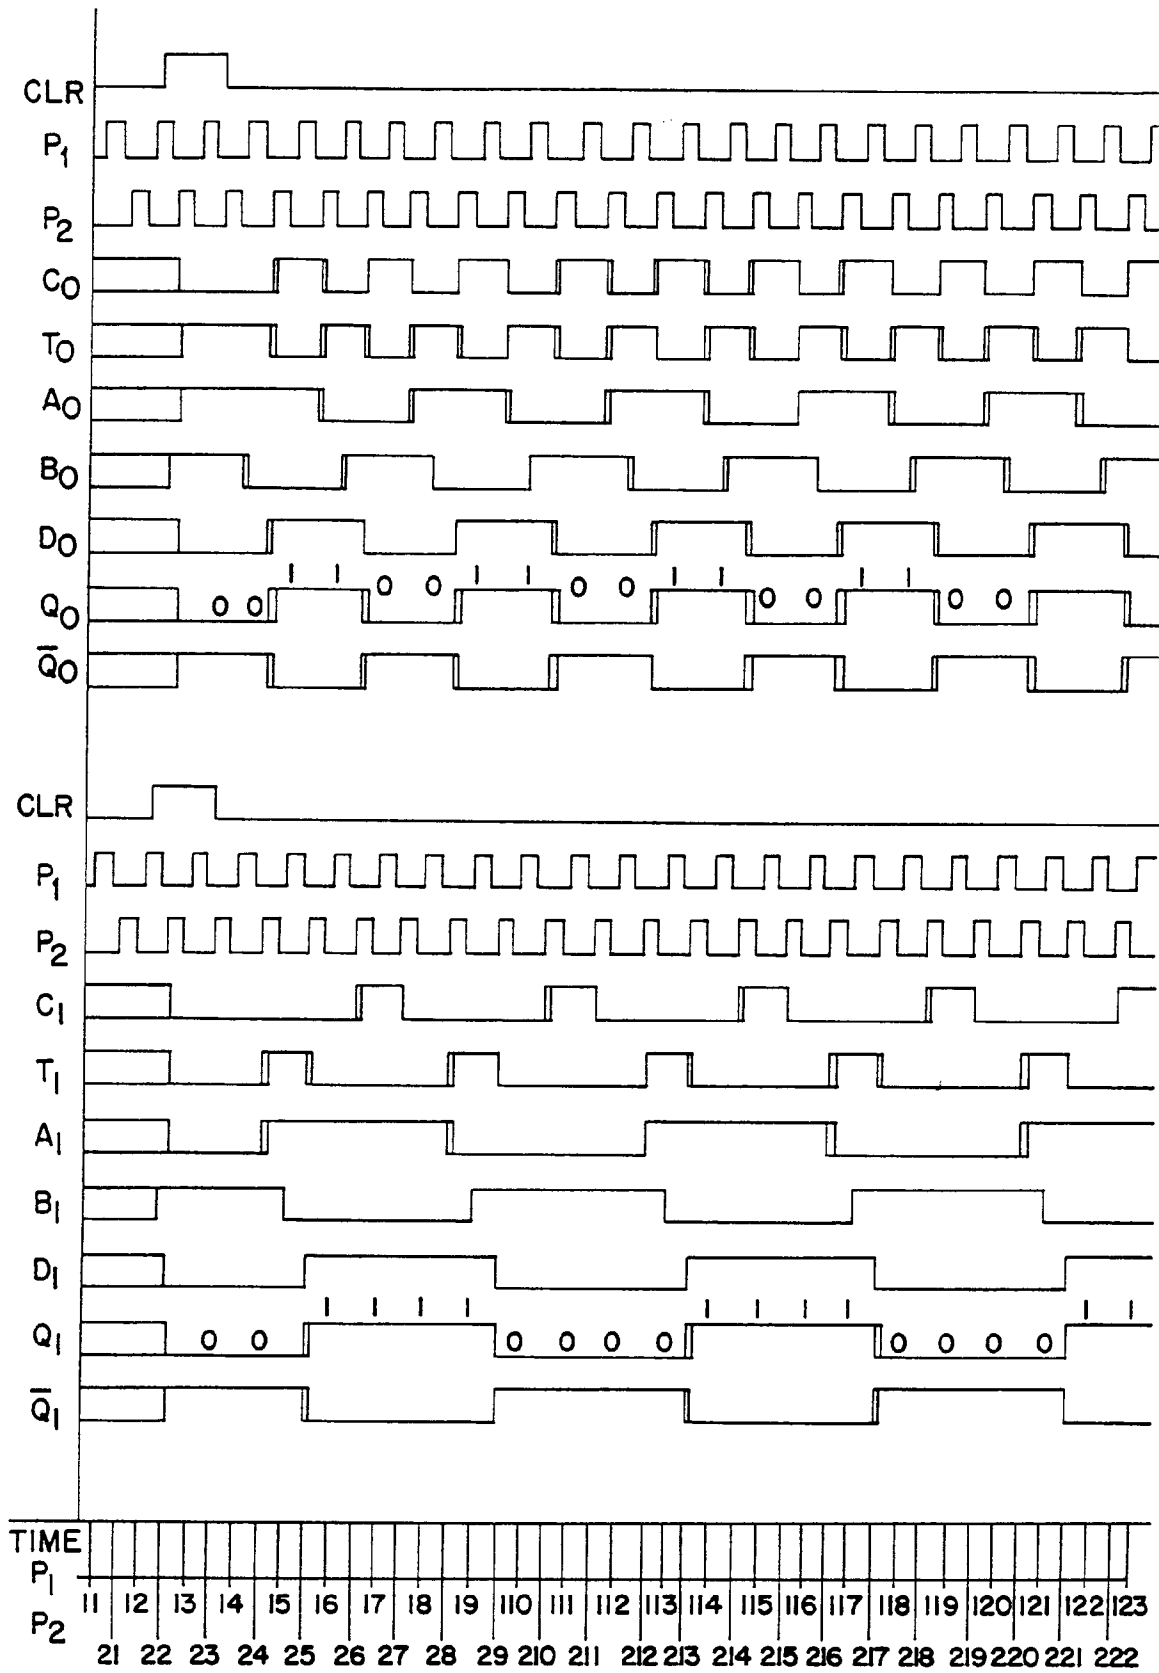 CLR
P1
P2
C0
T0
A0
B0
D0
1 1 0 0 1 1 0 0 1 1 0 0 1 1 0 0
Q0 0 0
Q̅0
CLR
P1
P2
C1
T1
A1
B1
D1
1 1 1 1 1 1 1 1 1 1
Q1 0 0 0 0 0 0 0 0 0 0
Q̅1
TIME
P1
11 12 13 14 15 16 17 18 19 110 111 112 113 114 115 116 117 118 119 120 121 122 123
P2
21 22 23 24 25 26 27 28 29 210 211 212 213 214 215 216 217 218 219 220 221 222